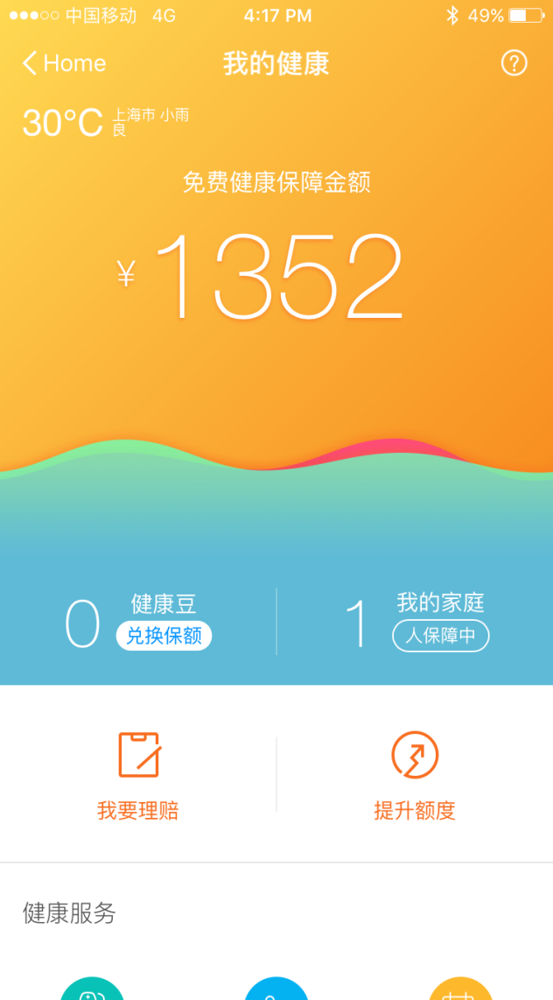 中国移动 4G 4:17 PM 49%
Home 我的健康 ?
30°C 上海市 小雨
良
免费健康保障金额
¥ 1352
0 健康豆 1 我的家庭
兑换保额 人保障中
我要理赔 提升额度
健康服务